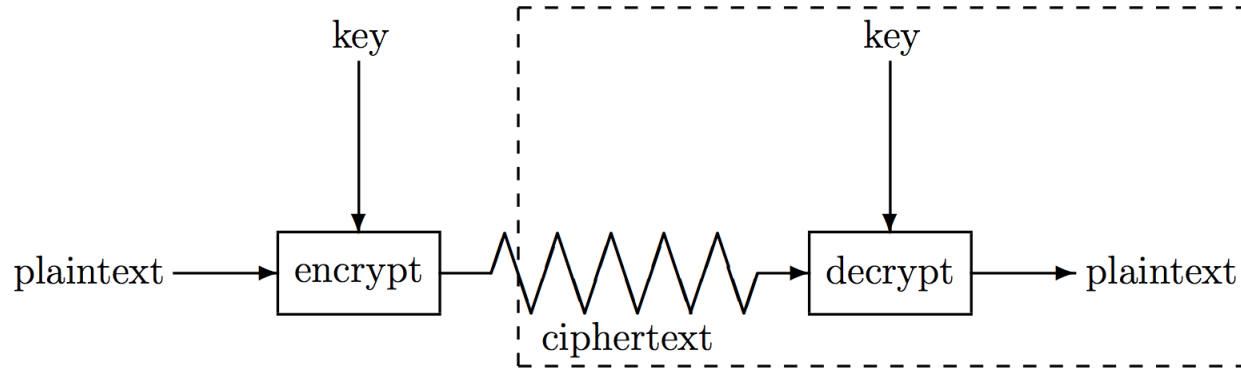 key
key
plaintext
encrypt
decrypt
plaintext
ciphertext